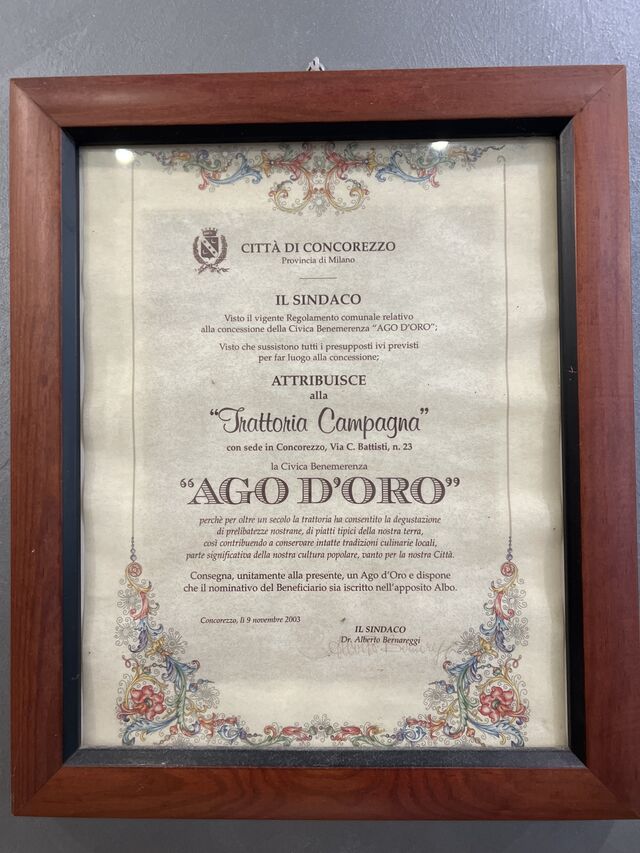 CITTÀ DI CONCOREZZO
Provincia di Milano
IL SINDACO
Visto il vigente Regolamento comunale relativo
alla concessione della Civica Benemerenza "AGO D'ORO";
Visto che sussistono tutti i presupposti ivi previsti
per far luogo alla concessione;
ATTRIBUISCE
alla
"Trattoria Campagna"
con sede in Concorezzo, Via C. Battisti, n. 23
la Civica Benemerenza
"AGO D'ORO"
perchè per oltre un secolo la trattoria ha consentito la degustazione
di prelibatezze nostrane, di piatti tipici della nostra terra,
così contribuendo a conservare intatte tradizioni culinarie locali,
parte significativa della nostra cultura popolare, vanto per la nostra Città.
Consegna, unitamente alla presente, un Ago d'Oro e dispone
che il nominativo del Beneficiario sia iscritto nell'apposito Albo.
Concorezzo, lì 9 novembre 2003
IL SINDACO
Dr. Alberto Bernareggi